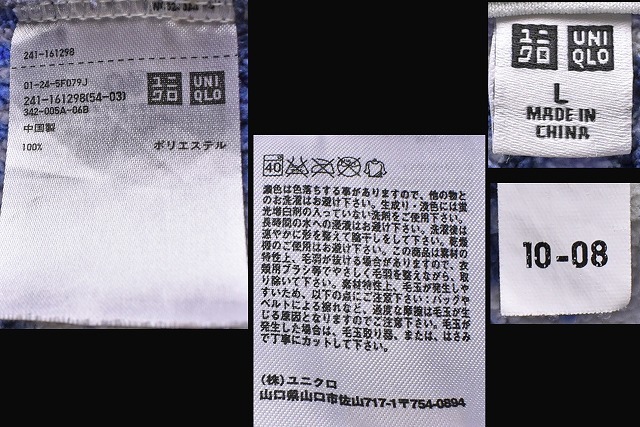 241-161298
01-24-5F079J
241-161298(54-03)
342-005A-06B
中国製
100%
ポリエステル
ユニ
クロ
UNI
QLO
40
濃色は色落ちする事がありますので、他の物と
のお洗濯はお避け下さい。生成り・淡色には蛍
光増白剤の入っていない洗剤をご使用下さい。
長時間の水への浸漬はお避け下さい。洗濯後は
速やかに形を整えて陰干しをして下さい。乾燥
機のご使用はお避け下さい。この商品は素材の
特性上、毛羽が抜ける場合がありますので、衣
類用ブラシ等でやさしく毛羽を整えながら、取
り除いて下さい。素材特性上、毛玉が発生しや
すいため、以下の点にご注意下さい:バックや
ベルトによる擦れなど、過度な摩擦は毛玉が生
じる原因となりますのでご注意下さい。毛玉が
発生した場合は、毛玉取り器、または、はさみ
で丁寧にカットして下さい。
(株)ユニクロ
山口県山口市佐山717-1〒754-0894
ユニ
クロ
UNI
QLO
L
MADE IN
CHINA
10-08